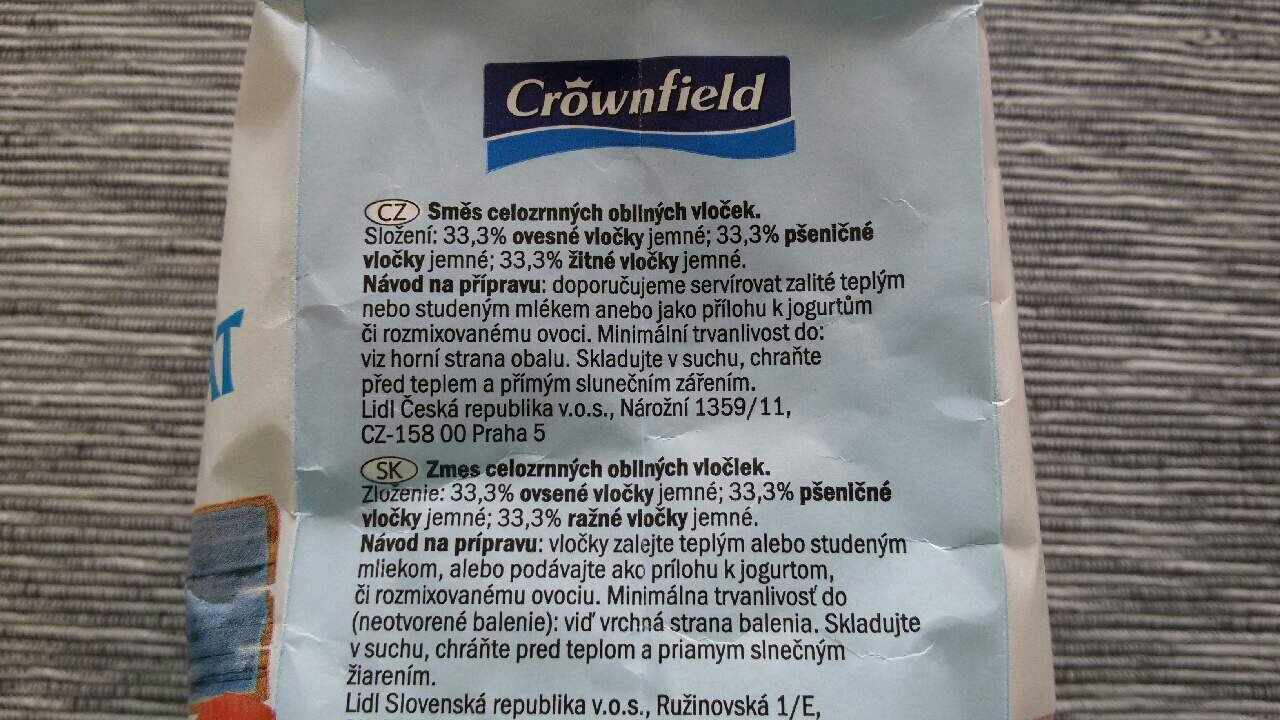 Crownfield
CZ Směs celozrnných obilných vloček.
Složení: 33,3% ovesné vločky jemné; 33,3% pšeničné
vločky jemné; 33,3% žitné vločky jemné.
Návod na přípravu: doporučujeme servírovat zalité teplým
nebo studeným mlékem anebo jako přílohu k jogurtům
či rozmixovanému ovoci. Minimální trvanlivost do:
viz horní strana obalu. Skladujte v suchu, chraňte
před teplem a přímým slunečním zářením.
Lidl Česká republika v.o.s., Nárožní 1359/11,
CZ-158 00 Praha 5
SK Zmes celozrnných obilných vločiek.
Zloženie: 33,3% ovsené vločky jemné; 33,3% pšeničné
vločky jemné; 33,3% ražné vločky jemné.
Návod na prípravu: vločky zalejte teplým alebo studeným
mliekom, alebo podávajte ako prílohu k jogurtom,
či rozmixovanému ovociu. Minimálna trvanlivosť do
(neotvorené balenie): viď vrchná strana balenia. Skladujte
v suchu, chráňte pred teplom a priamym slnečným
žiarením.
Lidl Slovenská republika v.o.s., Ružinovská 1/E,